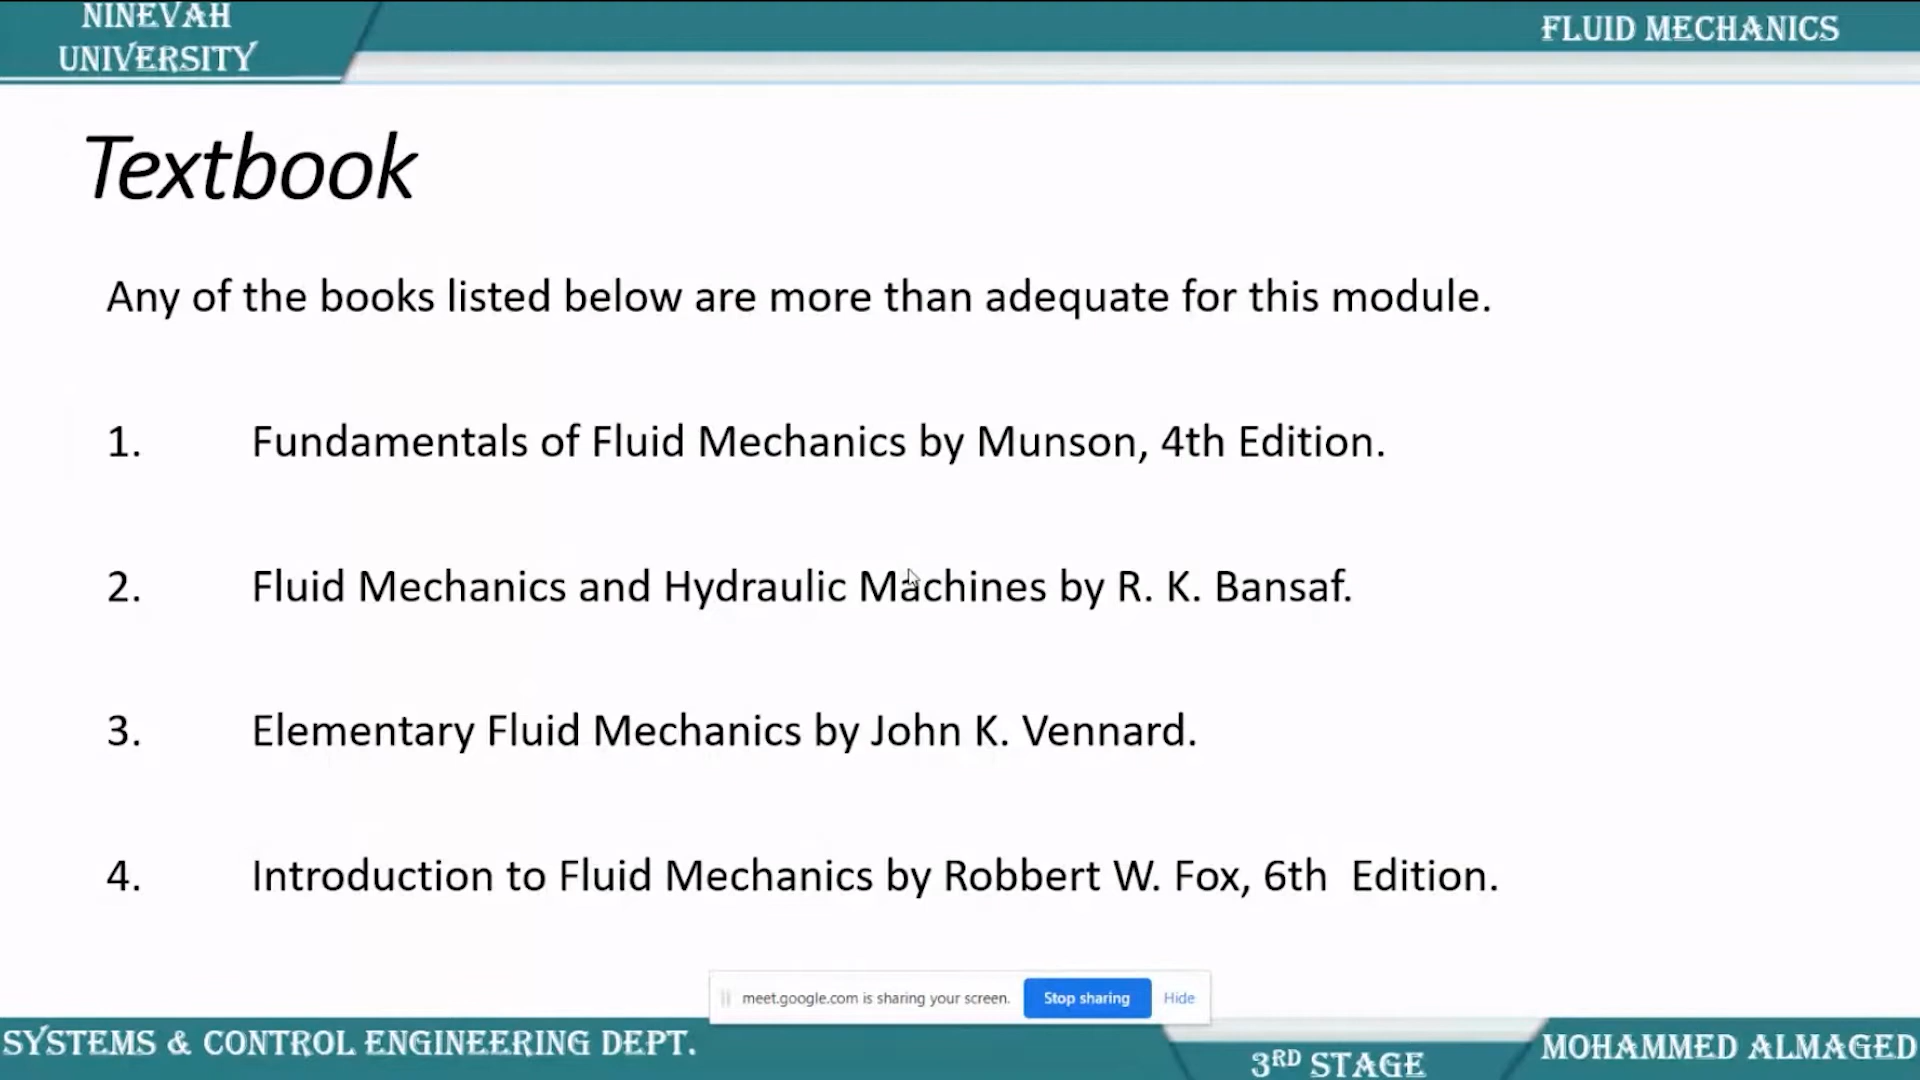 NINEVAH
UNIVERSITY
FLUID MECHANICS
Textbook
Any of the books listed below are more than adequate for this module.
1. Fundamentals of Fluid Mechanics by Munson, 4th Edition.
2. Fluid Mechanics and Hydraulic Machines by R. K. Bansaf.
3. Elementary Fluid Mechanics by John K. Vennard.
4. Introduction to Fluid Mechanics by Robbert W. Fox, 6th Edition.
meet.google.com is sharing your screen. Stop sharing Hide
SYSTEMS & CONTROL ENGINEERING DEPT.
3RD STAGE
MOHAMMED ALMAGED